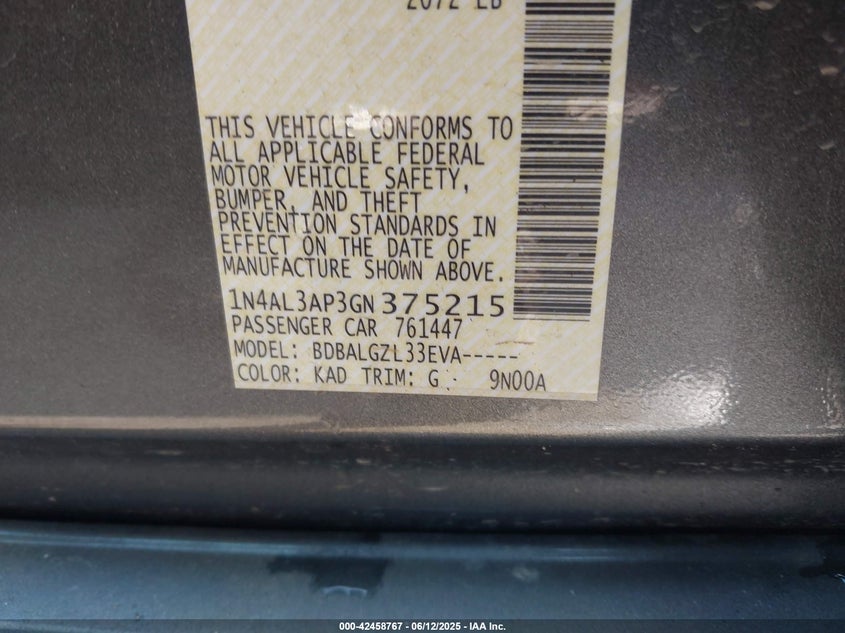 2072 LB
THIS VEHICLE CONFORMS TO
ALL APPLICABLE FEDERAL
MOTOR VEHICLE SAFETY,
BUMPER, AND THEFT
PREVENTION STANDARDS IN
EFFECT ON THE DATE OF
MANUFACTURE SHOWN ABOVE.
1N4AL3AP3GN375215
PASSENGER CAR 761447
MODEL: BDBALGZL33EVA-----
COLOR: KAD TRIM: G 9N00A
000-42458767 - 06/12/2025 - IAA Inc.